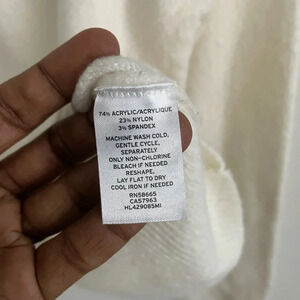 74% ACRYLIC/ACRYLIQUE
23% NYLON
3% SPANDEX
MACHINE WASH COLD,
GENTLE CYCLE,
SEPARATELY
ONLY NON-CHLORINE
BLEACH IF NEEDED
RESHAPE,
LAY FLAT TO DRY
COOL IRON IF NEEDED
RN58665
CA57963
HL429085MI